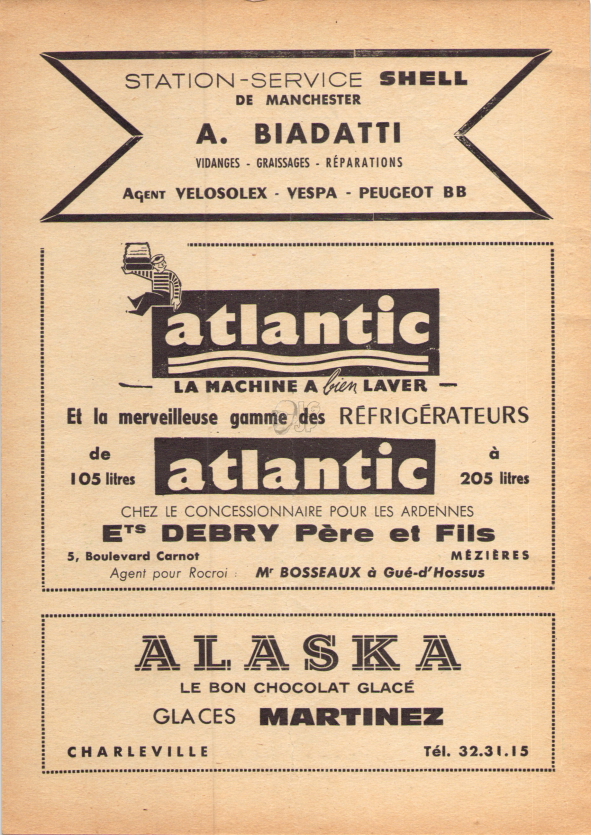 STATION-SERVICE SHELL
DE MANCHESTER
A. BIADATTI
VIDANGES - GRAISSAGES - RÉPARATIONS
AGENT VELOSOLEX - VESPA - PEUGEOT BB
atlantic
LA MACHINE A bien LAVER
Et la merveilleuse gamme des RÉFRIGÉRATEURS
de
105 litres
atlantic
à
205 litres
CHEZ LE CONCESSIONNAIRE POUR LES ARDENNES
ETS DEBRY Père et Fils
5, Boulevard Carnot MÉZIÈRES
Agent pour Rocroi : Mr BOSSEAUX à Gué-d'Hossus
ALASKA
LE BON CHOCOLAT GLACÉ
GLACES MARTINEZ
CHARLEVILLE Tél. 32.31.15